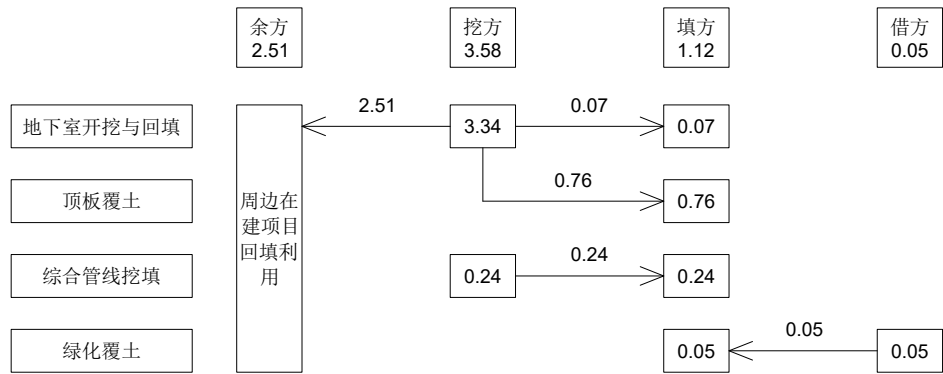 余方
2.51
挖方
3.58
填方
1.12
借方
0.05
地下室开挖与回填
2.51
3.34
0.07
0.07
顶板覆土
0.76
0.76
周边在
建项目
回填利
用
综合管线挖填
0.24
0.24
0.24
绿化覆土
0.05
0.05
0.05